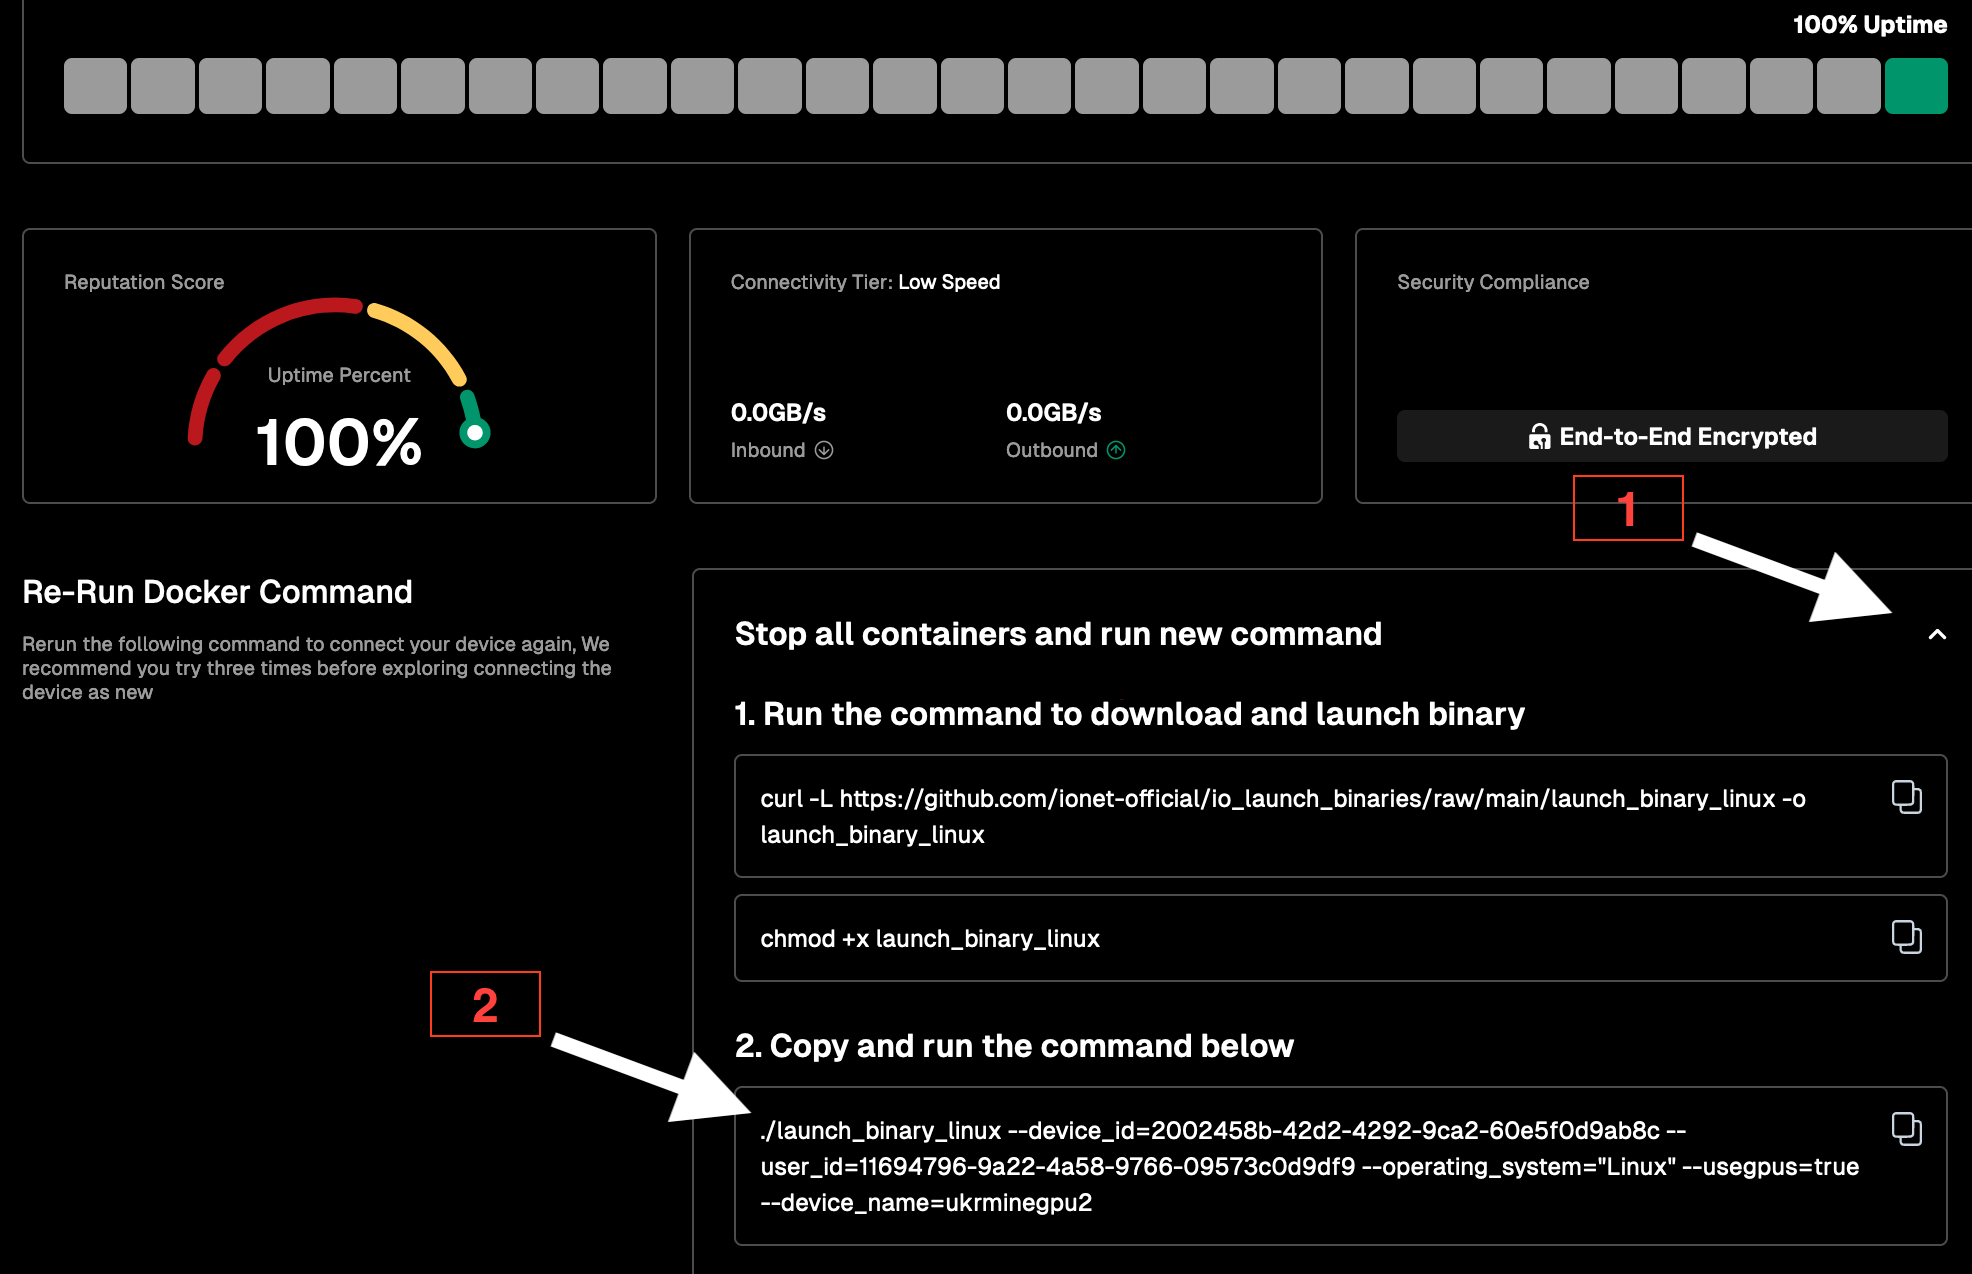 100% Uptime
Reputation Score
Uptime Percent
100%
Connectivity Tier: Low Speed
0.0GB/s
Inbound
0.0GB/s
Outbound
Security Compliance
End-to-End Encrypted
1
Re-Run Docker Command
Rerun the following command to connect your device again, We
recommend you try three times before exploring connecting the
device as new
Stop all containers and run new command
1. Run the command to download and launch binary
curl -L https://github.com/ionet-official/io_launch_binaries/raw/main/launch_binary_linux -o
launch_binary_linux
chmod +x launch_binary_linux
2
2. Copy and run the command below
./launch_binary_linux --device_id=2002458b-42d2-4292-9ca2-60e5f0d9ab8c --
user_id=11694796-9a22-4a58-9766-09573c0d9df9 --operating_system="Linux" --usegpus=true
--device_name=ukrminegpu2